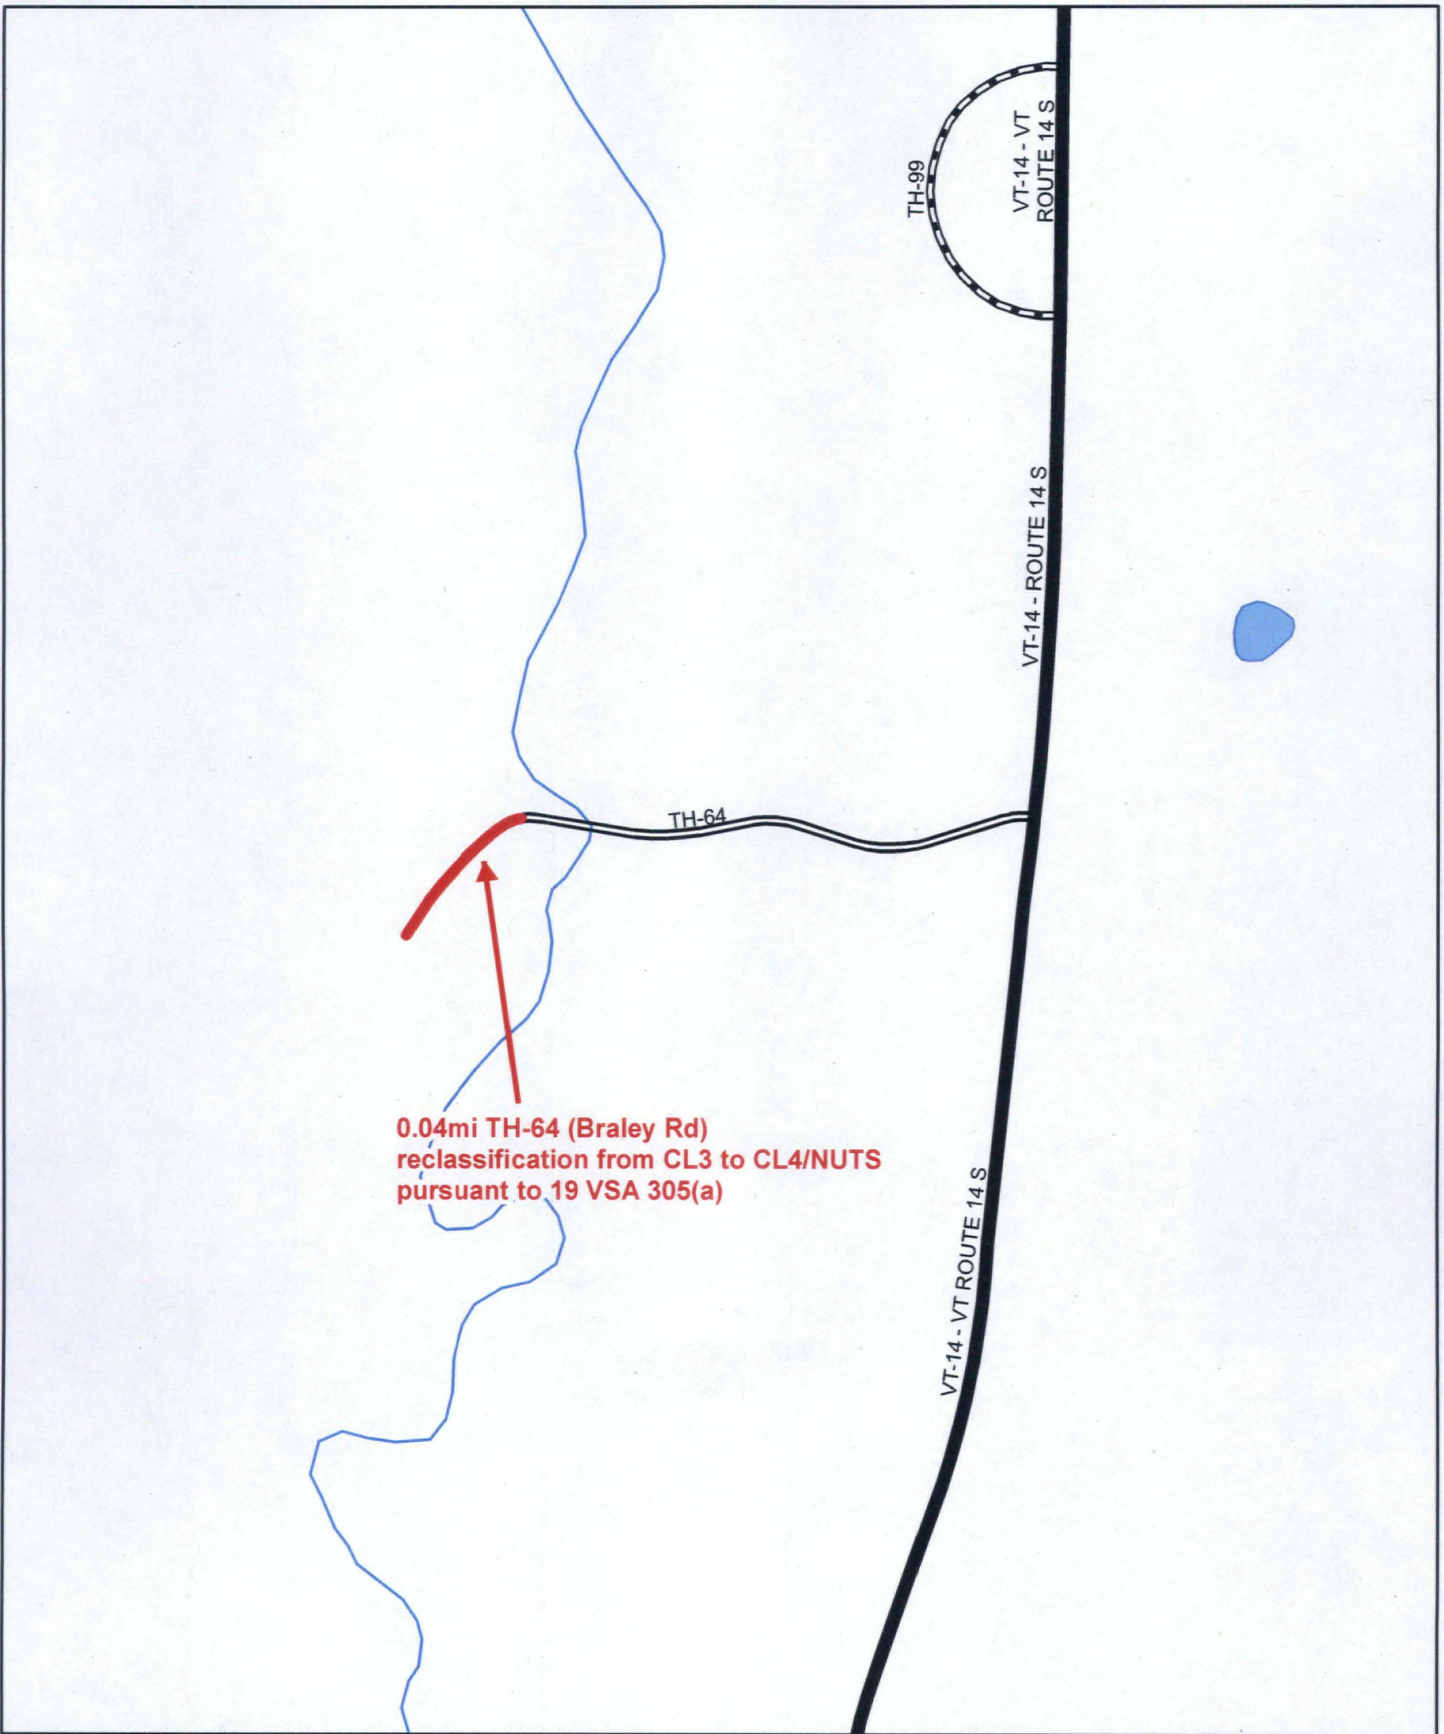 TH-99
VT-14 - VT
ROUTE 14 S
VT-14 - ROUTE 14 S
TH-64
0.04mi TH-64 (Braley Rd)
reclassification from CL3 to CL4/NUTS
pursuant to 19 VSA 305(a)
VT-14 - VT ROUTE 14 S